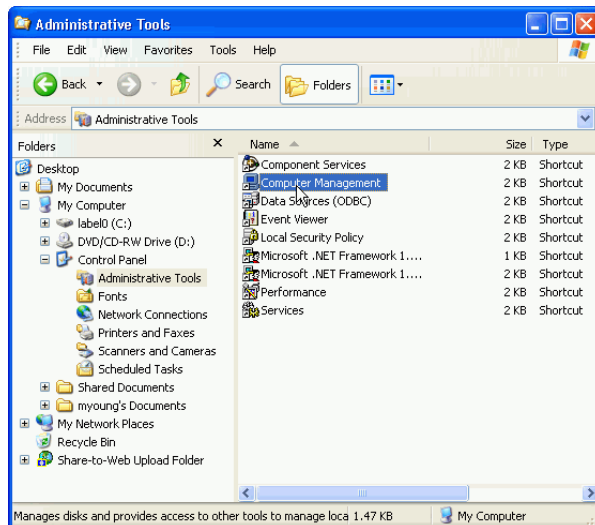 Administrative Tools
File Edit View Favorites Tools Help
Back Search Folders
Address Administrative Tools
Folders X Name Size Type
Desktop
My Documents
My Computer
label0 (C:)
DVD/CD-RW Drive (D:)
Control Panel
Administrative Tools
Fonts
Network Connections
Printers and Faxes
Scanners and Cameras
Scheduled Tasks
Shared Documents
myoung's Documents
My Network Places
Recycle Bin
Share-to-Web Upload Folder
Component Services 2 KB Shortcut
Computer Management 2 KB Shortcut
Data Sources (ODBC) 2 KB Shortcut
Event Viewer 2 KB Shortcut
Local Security Policy 2 KB Shortcut
Microsoft .NET Framework 1.... 1 KB Shortcut
Microsoft .NET Framework 1.... 2 KB Shortcut
Performance 2 KB Shortcut
Services 2 KB Shortcut
Manages disks and provides access to other tools to manage loca 1.47 KB My Computer